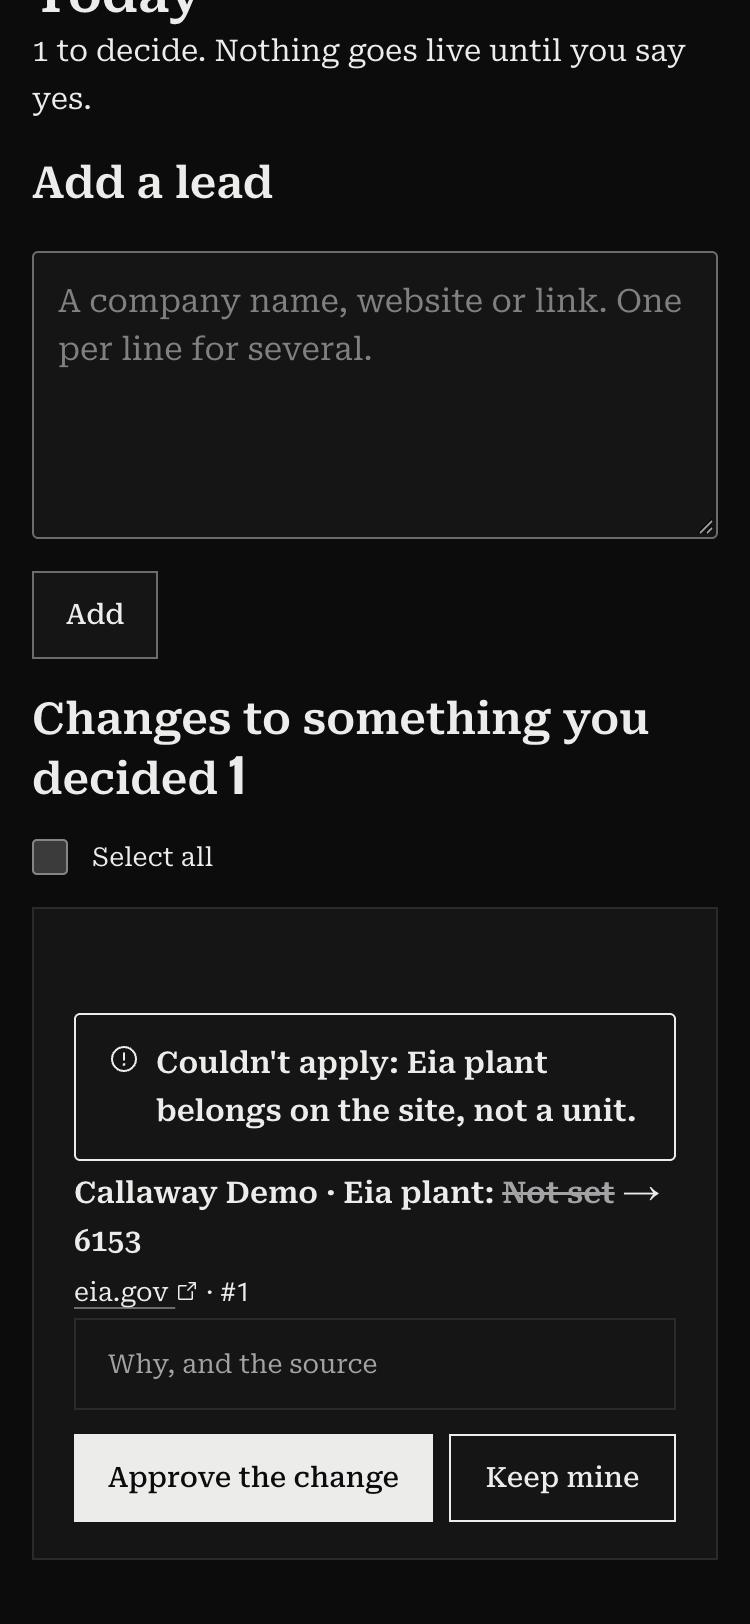 Today
1 to decide. Nothing goes live until you say
yes.
Add a lead
A company name, website or link. One
per line for several.
Add
Changes to something you
decided 1
Select all
Couldn't apply: Eia plant
belongs on the site, not a unit.
Callaway Demo · Eia plant: Not set →
6153
eia.gov · #1
Why, and the source
Approve the change
Keep mine